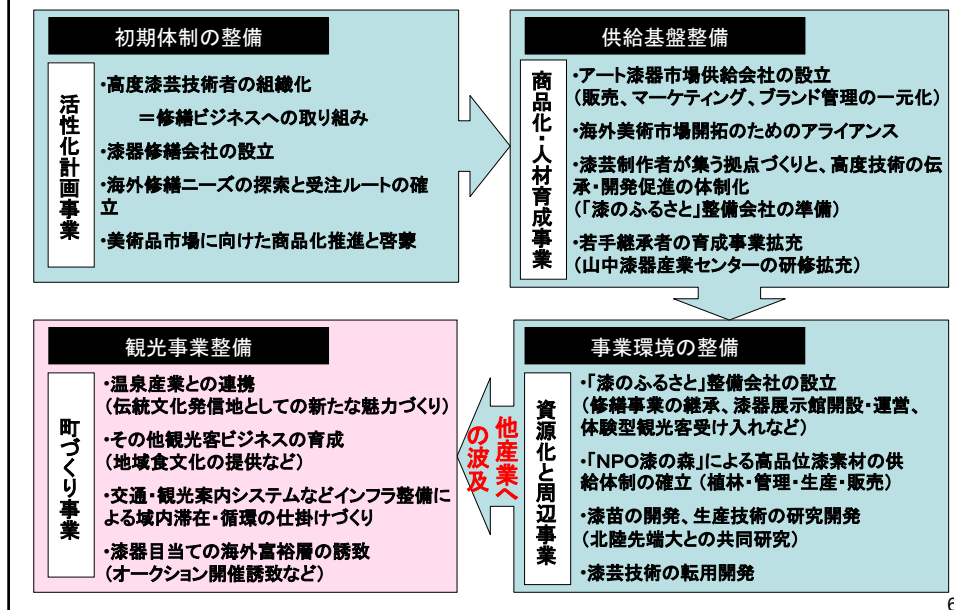 初期体制の整備
活性化計画事業
・高度漆芸技術者の組織化
＝修繕ビジネスへの取り組み
・漆器修繕会社の設立
・海外修繕ニーズの探索と受注ルートの確
立
・美術品市場に向けた商品化推進と啓蒙
供給基盤整備
商品化・人材育成事業
・アート漆器市場供給会社の設立
(販売、マーケティング、ブランド管理の一元化)
・海外美術市場開拓のためのアライアンス
・漆芸制作者が集う拠点づくりと、高度技術の伝
承・開発促進の体制化
(「漆のふるさと」整備会社の準備)
・若手継承者の育成事業拡充
(山中漆器産業センターの研修拡充)
事業環境の整備
資源化と周辺事業
・「漆のふるさと」整備会社の設立
(修繕事業の継承、漆器展示館開設・運営、
体験型観光客受け入れなど)
・「NPO漆の森」による高品位漆素材の供
給体制の確立 (植林・管理・生産・販売)
・漆苗の開発、生産技術の研究開発
(北陸先端大との共同研究)
・漆芸技術の転用開発
他産業へ
の波及
観光事業整備
町づくり事業
・温泉産業との連携
(伝統文化発信地としての新たな魅力づくり)
・その他観光客ビジネスの育成
(地域食文化の提供など)
・交通・観光案内システムなどインフラ整備に
よる域内滞在・循環の仕掛けづくり
・漆器目当ての海外富裕層の誘致
(オークション開催誘致など)
6